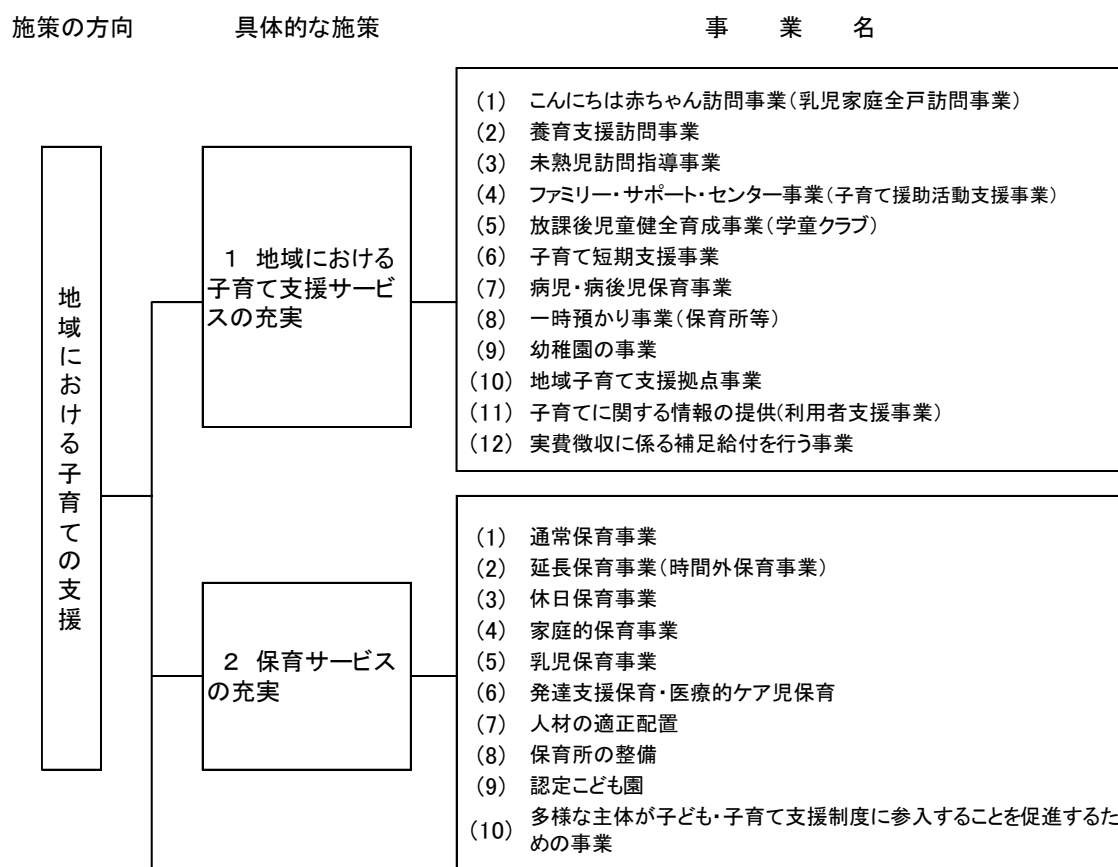 施策の方向 具体的な施策 事業名
地域における子育ての支援
1 地域における
子育て支援サービ
スの充実
(1) こんにちは赤ちゃん訪問事業(乳児家庭全戸訪問事業)
(2) 養育支援訪問事業
(3) 未熟児訪問指導事業
(4) ファミリー・サポート・センター事業(子育て援助活動支援事業)
(5) 放課後児童健全育成事業(学童クラブ)
(6) 子育て短期支援事業
(7) 病児・病後児保育事業
(8) 一時預かり事業(保育所等)
(9) 幼稚園の事業
(10) 地域子育て支援拠点事業
(11) 子育てに関する情報の提供(利用者支援事業)
(12) 実費徴収に係る補足給付を行う事業
2 保育サービス
の充実
(1) 通常保育事業
(2) 延長保育事業(時間外保育事業)
(3) 休日保育事業
(4) 家庭的保育事業
(5) 乳児保育事業
(6) 発達支援保育・医療的ケア児保育
(7) 人材の適正配置
(8) 保育所の整備
(9) 認定こども園
(10) 多様な主体が子ども・子育て支援制度に参入することを促進するた
めの事業